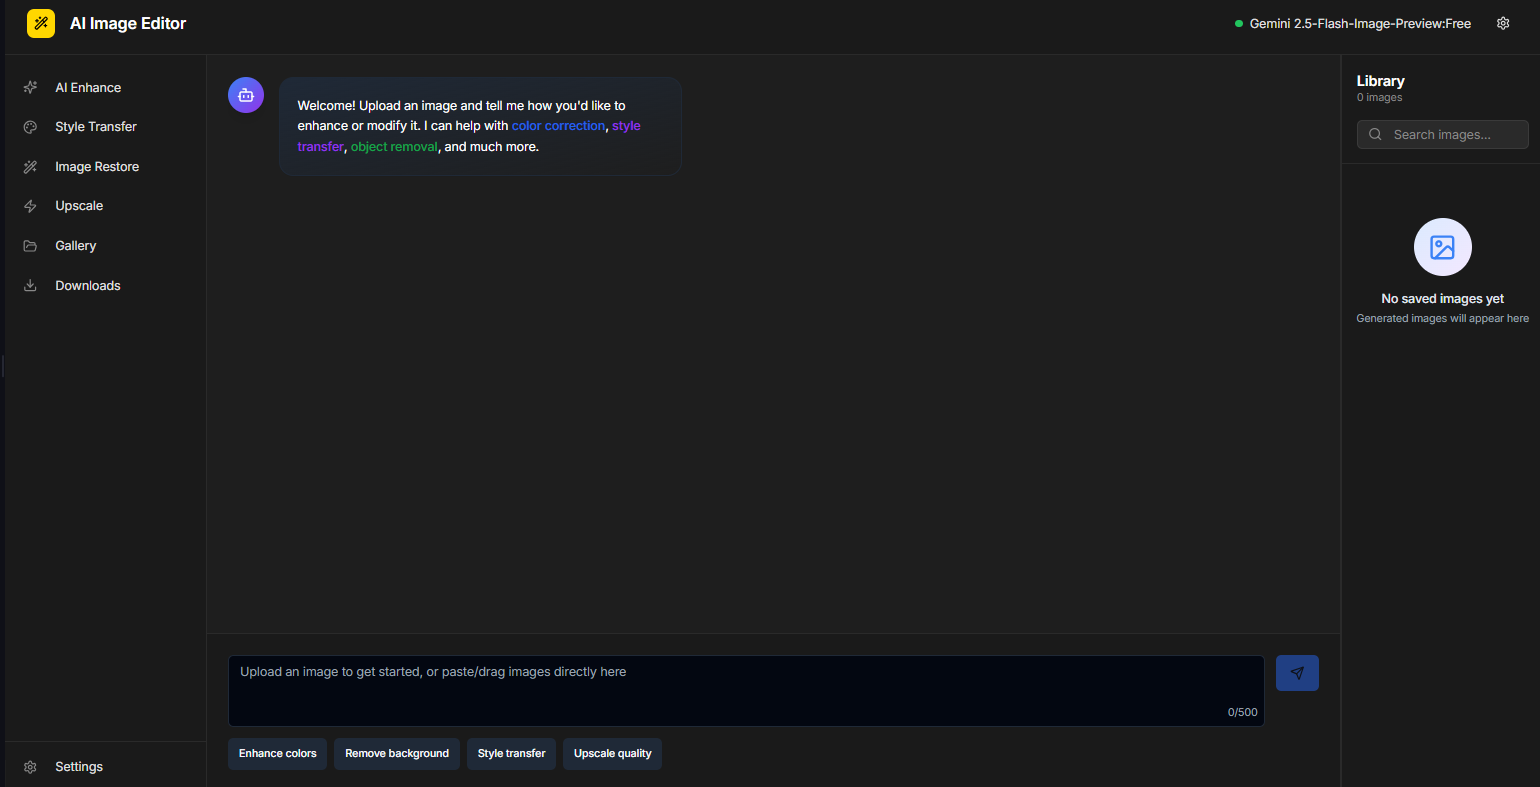 AI Image Editor
Gemini 2.5-Flash-Image-Preview:Free
AI Enhance
Style Transfer
Image Restore
Upscale
Gallery
Downloads
Settings
Welcome! Upload an image and tell me how you'd like to
enhance or modify it. I can help with color correction, style
transfer, object removal, and much more.
Upload an image to get started, or paste/drag images directly here
0/500
Enhance colors
Remove background
Style transfer
Upscale quality
Library
0 images
Search images...
No saved images yet
Generated images will appear here